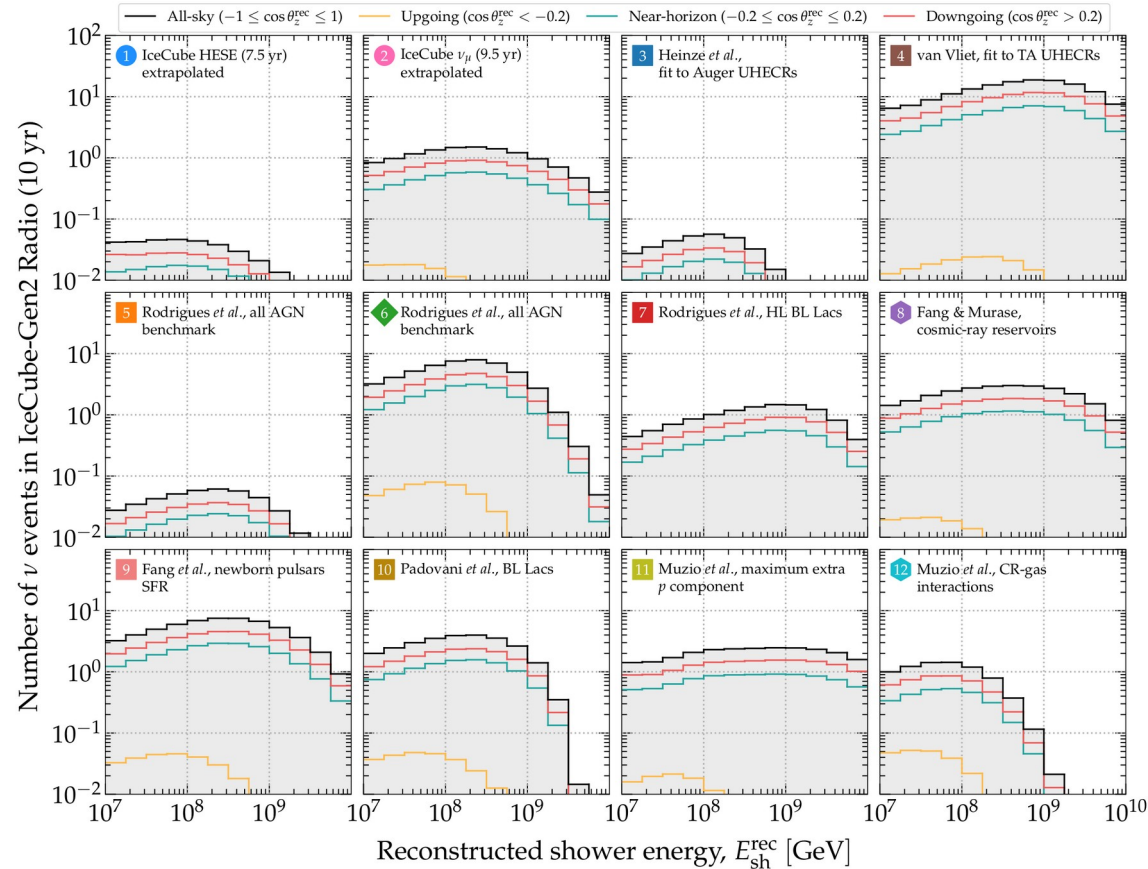 All-sky (−1 ≤ cos θ_z^rec ≤ 1) Upgoing (cos θ_z^rec < −0.2) Near-horizon (−0.2 ≤ cos θ_z^rec ≤ 0.2) Downgoing (cos θ_z^rec > 0.2)
Number of ν events in IceCube-Gen2 Radio (10 yr)
10^2
10^1
10^0
10^−1
10^−2
1 IceCube HESE (7.5 yr)
extrapolated
2 IceCube ν_μ (9.5 yr)
extrapolated
3 Heinze et al.,
fit to Auger UHECRs
4 van Vliet, fit to TA UHECRs
10^1
10^0
10^−1
10^−2
5 Rodrigues et al., all AGN
benchmark
6 Rodrigues et al., all AGN
benchmark
7 Rodrigues et al., HL BL Lacs
8 Fang & Murase,
cosmic-ray reservoirs
10^1
10^0
10^−1
10^−2
9 Fang et al., newborn pulsars
SFR
10 Padovani et al., BL Lacs
11 Muzio et al., maximum extra
p component
12 Muzio et al., CR-gas
interactions
10^7 10^8 10^9 10^7 10^8 10^9 10^7 10^8 10^9 10^7 10^8 10^9 10^10
Reconstructed shower energy, E_sh^rec [GeV]